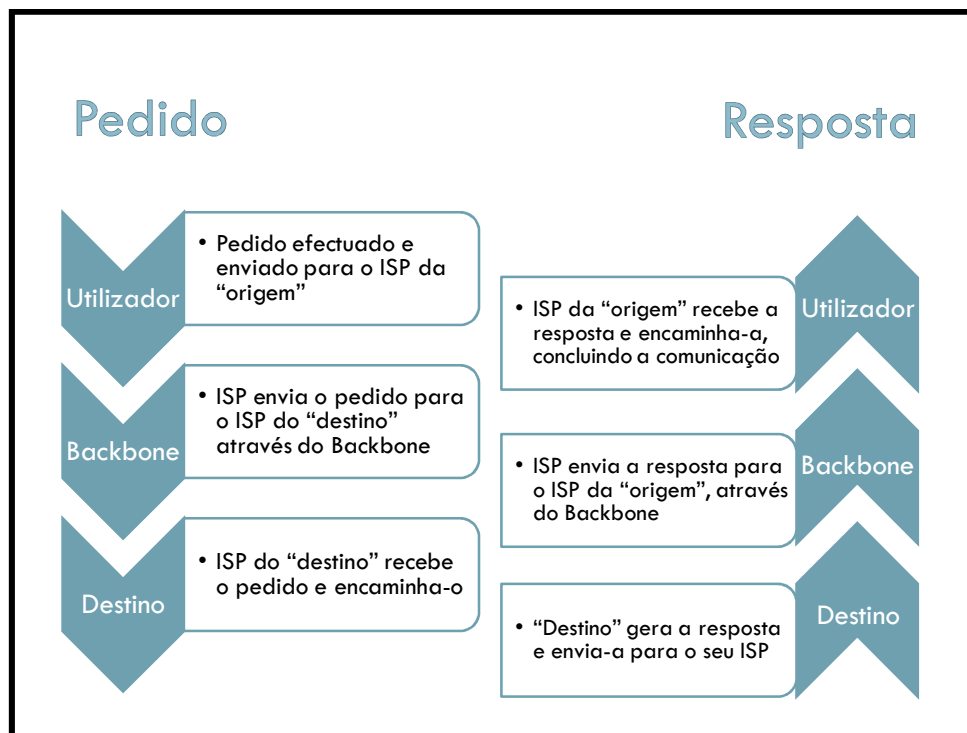 Pedido
Utilizador
• Pedido efectuado e
enviado para o ISP da
“origem”
Backbone
• ISP envia o pedido para
o ISP do “destino”
através do Backbone
Destino
• ISP do “destino” recebe
o pedido e encaminha-o
Resposta
• ISP da “origem” recebe a
resposta e encaminha-a,
concluindo a comunicação
Utilizador
• ISP envia a resposta para
o ISP da “origem”, através
do Backbone
Backbone
• “Destino” gera a resposta
e envia-a para o seu ISP
Destino